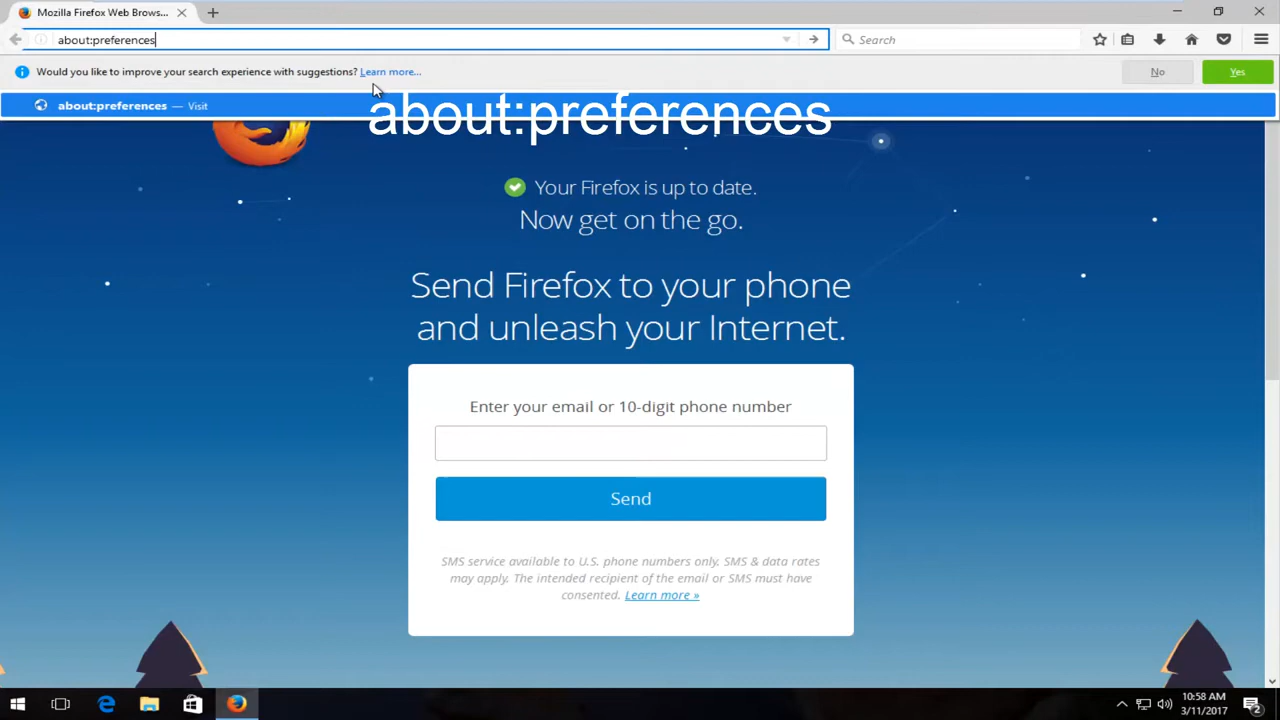 Mozilla Firefox Web Brows...
about:preferences
Search
Would you like to improve your search experience with suggestions? Learn more...
No
Yes
about:preferences — Visit
about:preferences
Your Firefox is up to date.
Now get on the go.
Send Firefox to your phone
and unleash your Internet.
Enter your email or 10-digit phone number
Send
SMS service available to U.S. phone numbers only. SMS & data rates
may apply. The intended recipient of the email or SMS must have
consented. Learn more »
10:58 AM
3/11/2017
2